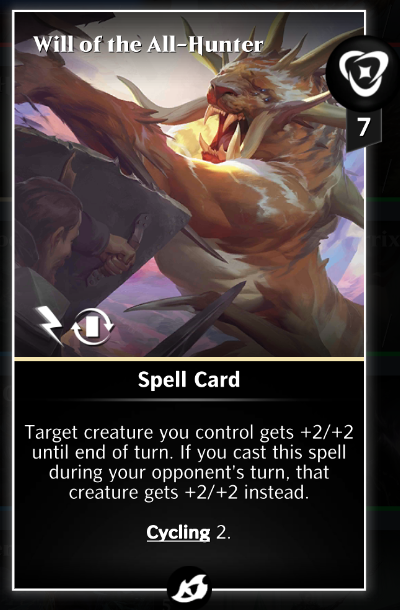 Will of the All-Hunter
7
Spell Card
Target creature you control gets +2/+2
until end of turn. If you cast this spell
during your opponent's turn, that
creature gets +2/+2 instead.
Cycling 2.